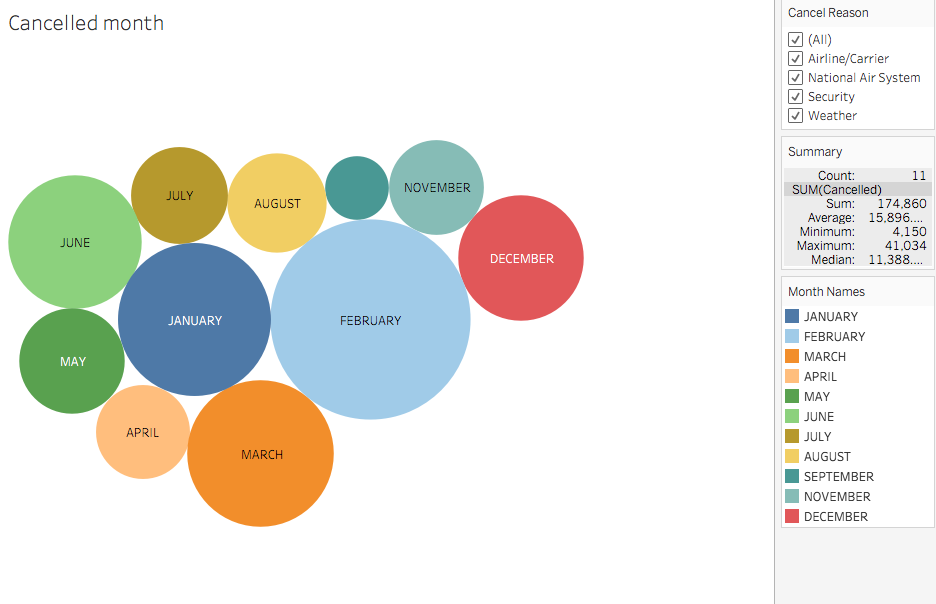 Cancelled month
JULY
NOVEMBER
AUGUST
JUNE
DECEMBER
JANUARY
FEBRUARY
MAY
APRIL
MARCH
Cancel Reason
(All)
Airline/Carrier
National Air System
Security
Weather
Summary
Count: 11
SUM(Cancelled)
Sum: 174,860
Average: 15,896....
Minimum: 4,150
Maximum: 41,034
Median: 11,388....
Month Names
JANUARY
FEBRUARY
MARCH
APRIL
MAY
JUNE
JULY
AUGUST
SEPTEMBER
NOVEMBER
DECEMBER